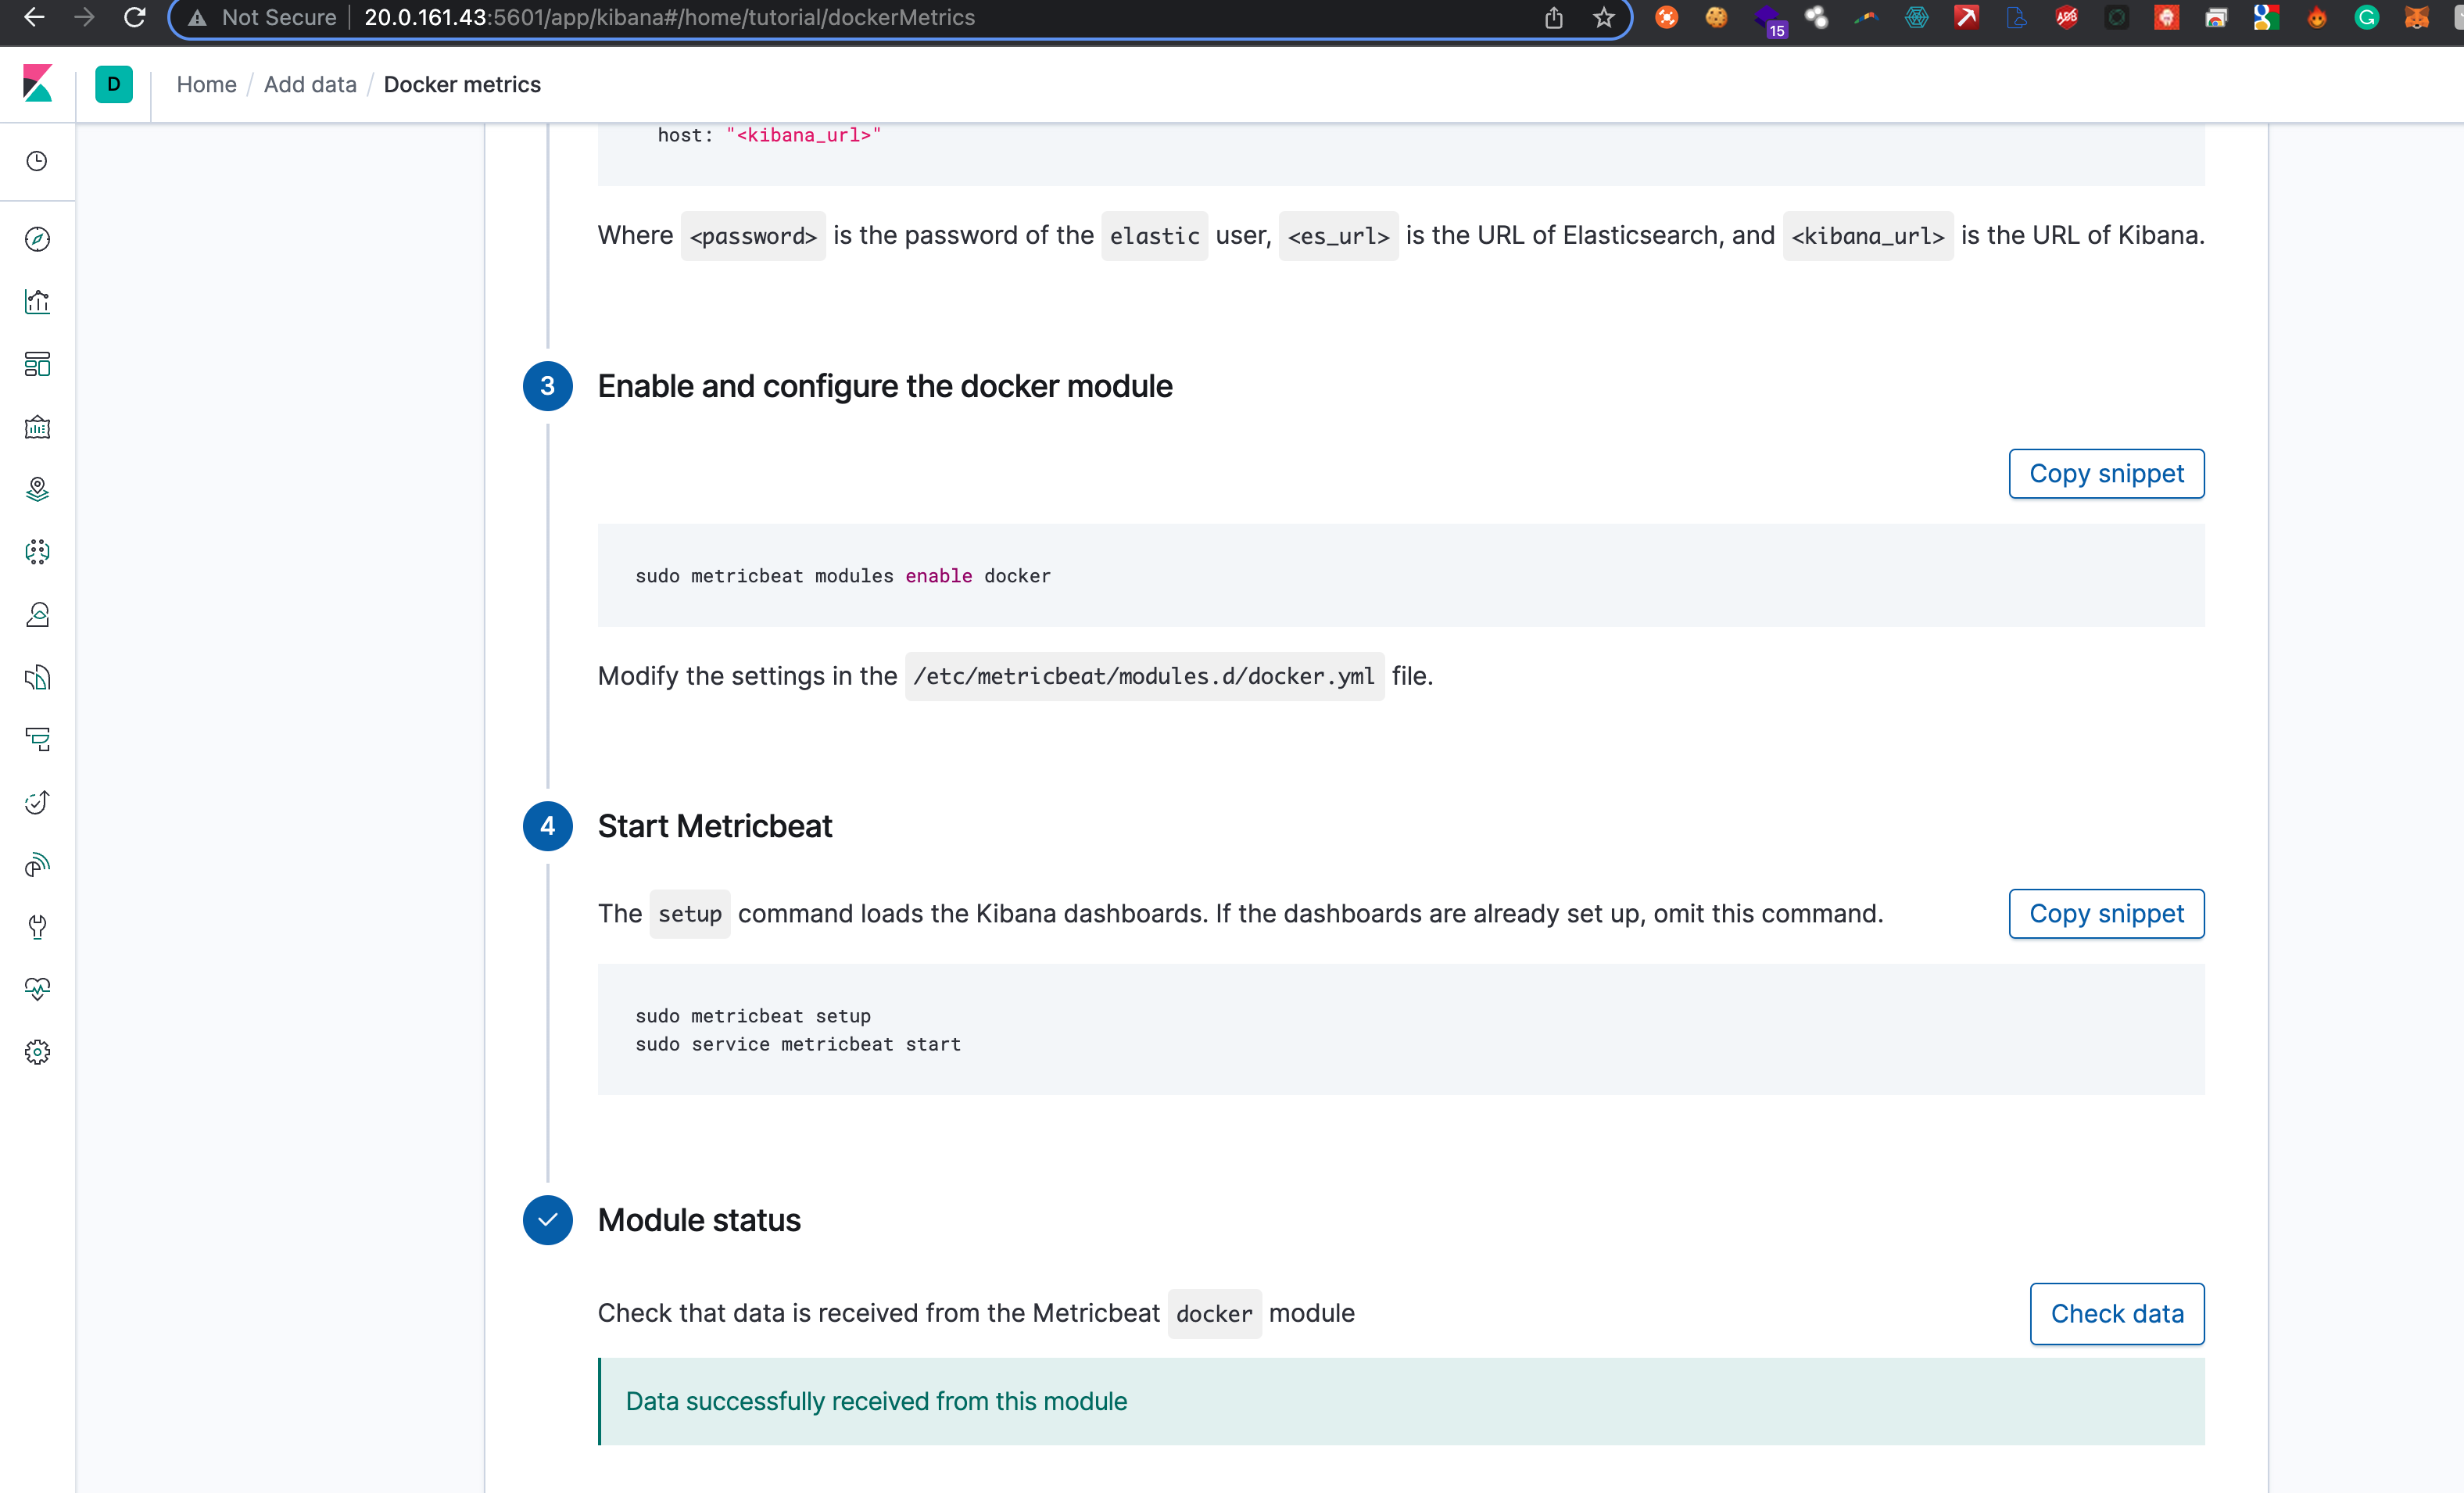 Not Secure 20.0.161.43:5601/app/kibana#/home/tutorial/dockerMetrics
15
ABP
G
D Home / Add data / Docker metrics
host: "<kibana_url>"
Where <password> is the password of the elastic user, <es_url> is the URL of Elasticsearch, and <kibana_url> is the URL of Kibana.
3 Enable and configure the docker module
Copy snippet
sudo metricbeat modules enable docker
Modify the settings in the /etc/metricbeat/modules.d/docker.yml file.
4 Start Metricbeat
The setup command loads the Kibana dashboards. If the dashboards are already set up, omit this command.
Copy snippet
sudo metricbeat setup
sudo service metricbeat start
Module status
Check that data is received from the Metricbeat docker module
Check data
Data successfully received from this module